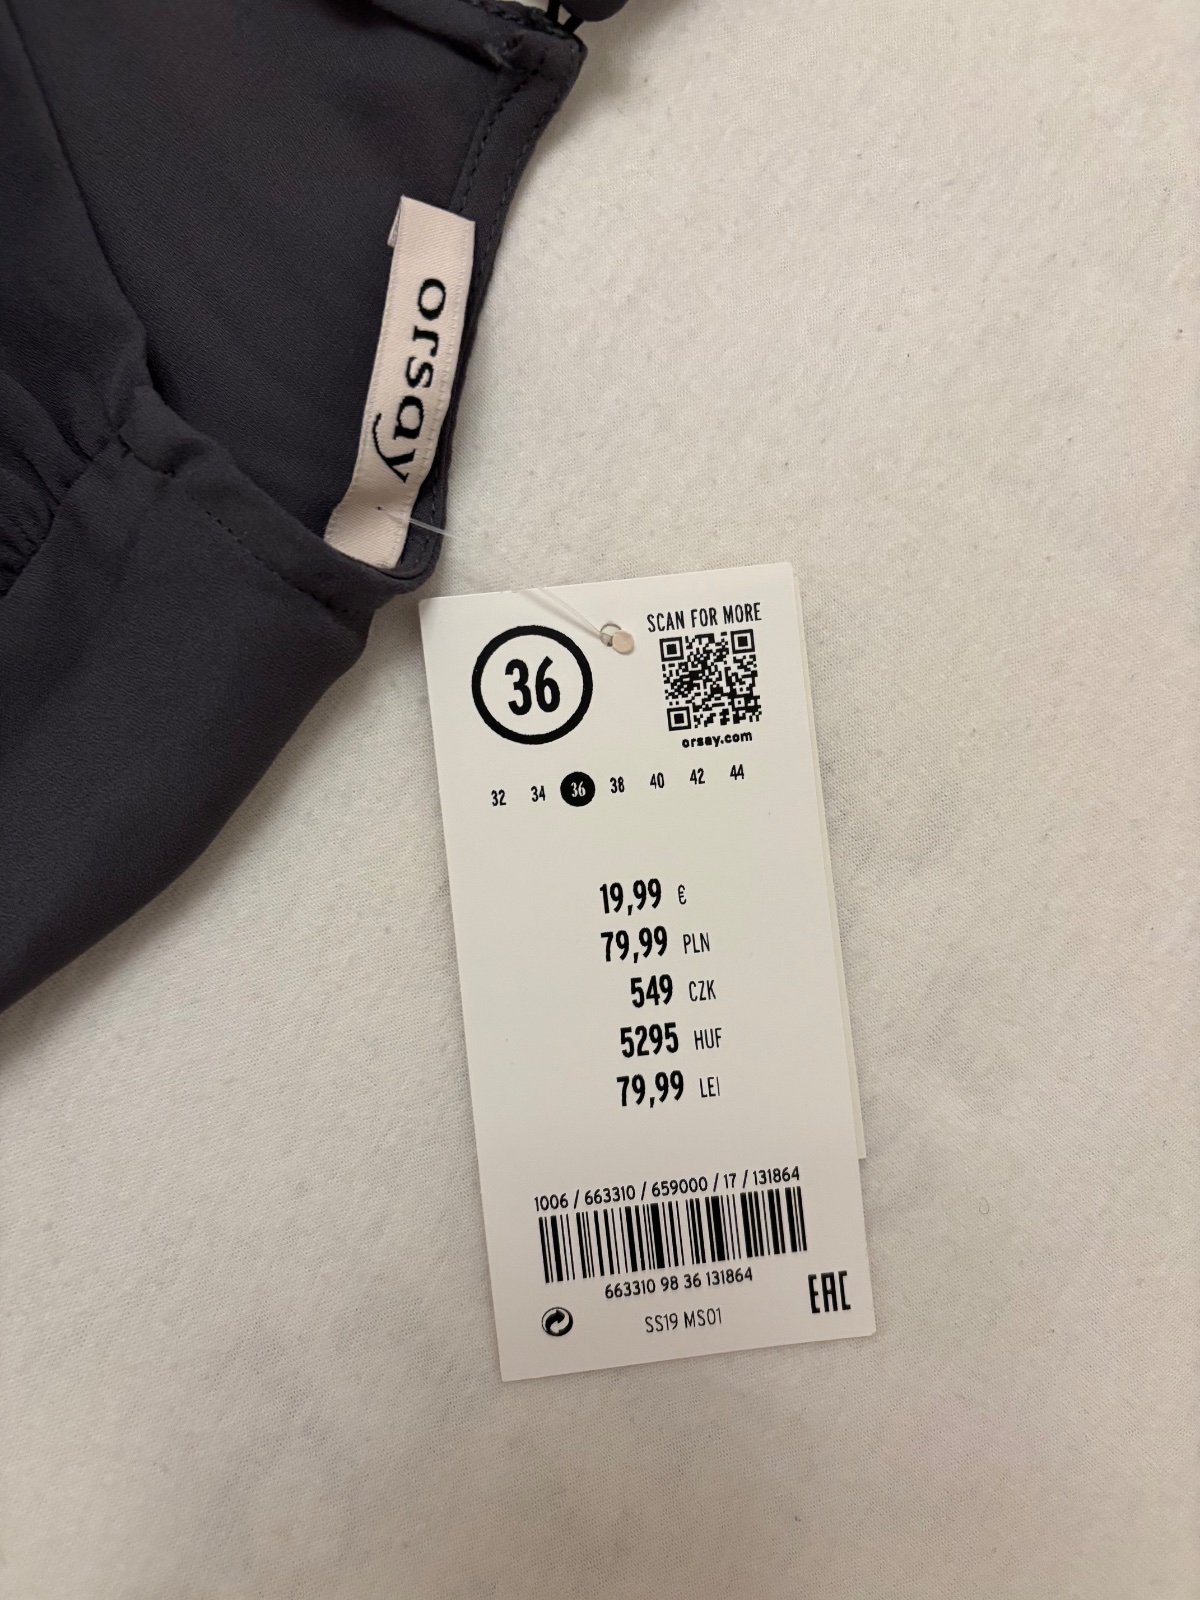 orsay
36
SCAN FOR MORE
orsay.com
32 34 36 38 40 42 44
19,99 €
79,99 PLN
549 CZK
5295 HUF
79,99 LEI
1006 / 663310 / 659000 / 17 / 131864
663310 98 36 131864
SS19 MS01
EAC